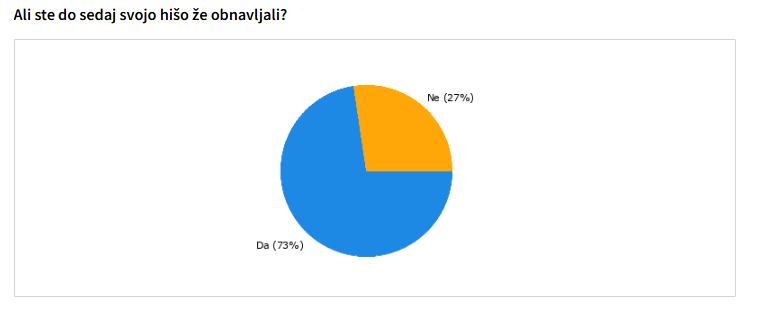 Ali ste do sedaj svojo hišo že obnavljali?
Ne (27%)
Da (73%)